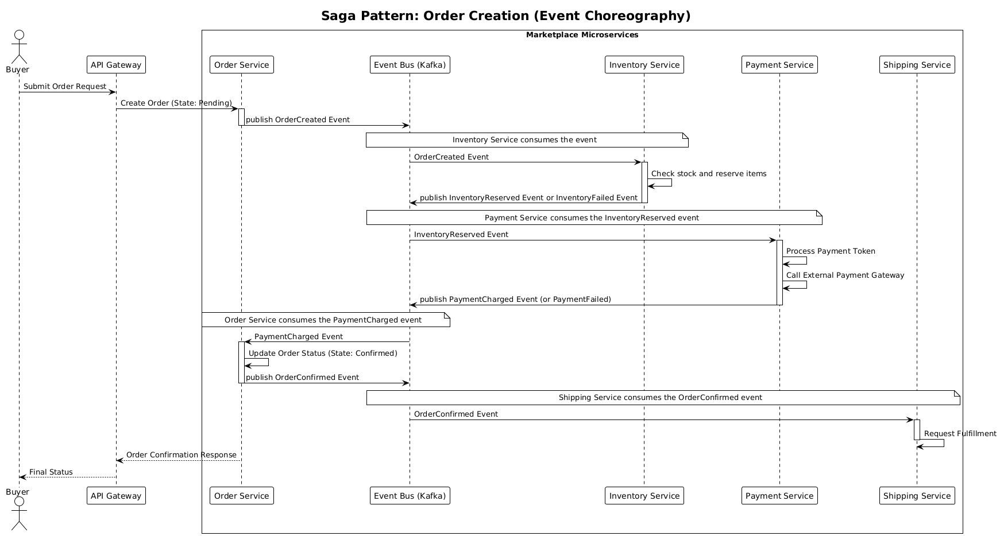 Saga Pattern: Order Creation (Event Choreography)
Marketplace Microservices
Buyer
API Gateway
Order Service
Event Bus (Kafka)
Inventory Service
Payment Service
Shipping Service
Submit Order Request
Create Order (State: Pending)
publish OrderCreated Event
Inventory Service consumes the event
OrderCreated Event
Check stock and reserve items
publish InventoryReserved Event or InventoryFailed Event
Payment Service consumes the InventoryReserved event
InventoryReserved Event
Process Payment Token
Call External Payment Gateway
publish PaymentCharged Event (or PaymentFailed)
Order Service consumes the PaymentCharged event
PaymentCharged Event
Update Order Status (State: Confirmed)
publish OrderConfirmed Event
Shipping Service consumes the OrderConfirmed event
OrderConfirmed Event
Request Fulfillment
Order Confirmation Response
Final Status
Buyer
API Gateway
Order Service
Event Bus (Kafka)
Inventory Service
Payment Service
Shipping Service